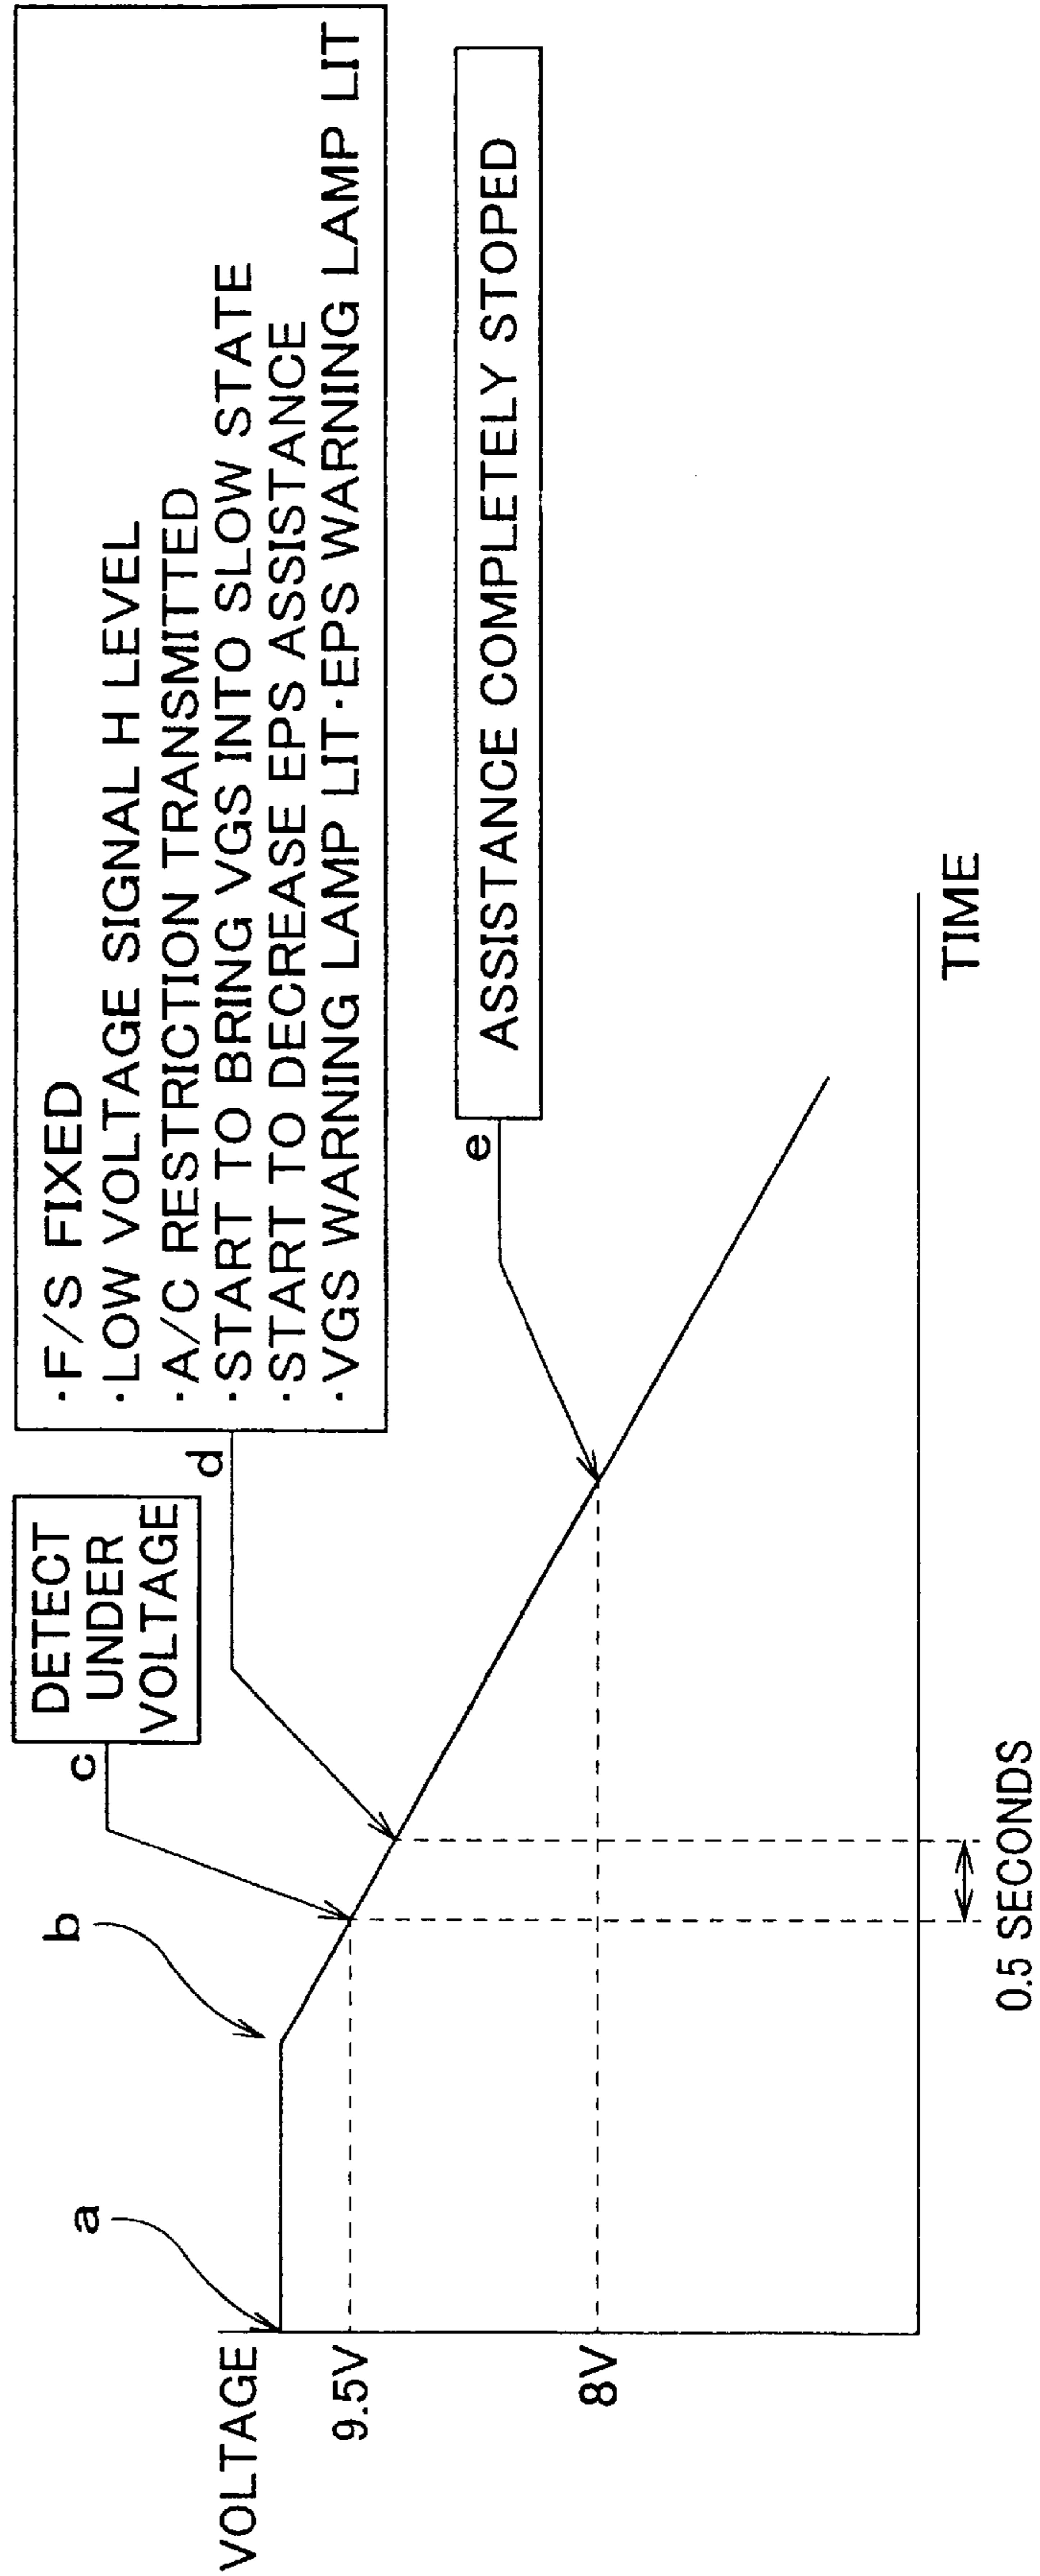 a
b
c
DETECT
UNDER
VOLTAGE
d
·F/S FIXED
·LOW VOLTAGE SIGNAL H LEVEL
·A/C RESTRICTION TRANSMITTED
·START TO BRING VGS INTO SLOW STATE
·START TO DECREASE EPS ASSISTANCE
·VGS WARNING LAMP LIT·EPS WARNING LAMP LIT
e
ASSISTANCE COMPLETELY STOPED
VOLTAGE
9.5V
8V
TIME
0.5 SECONDS